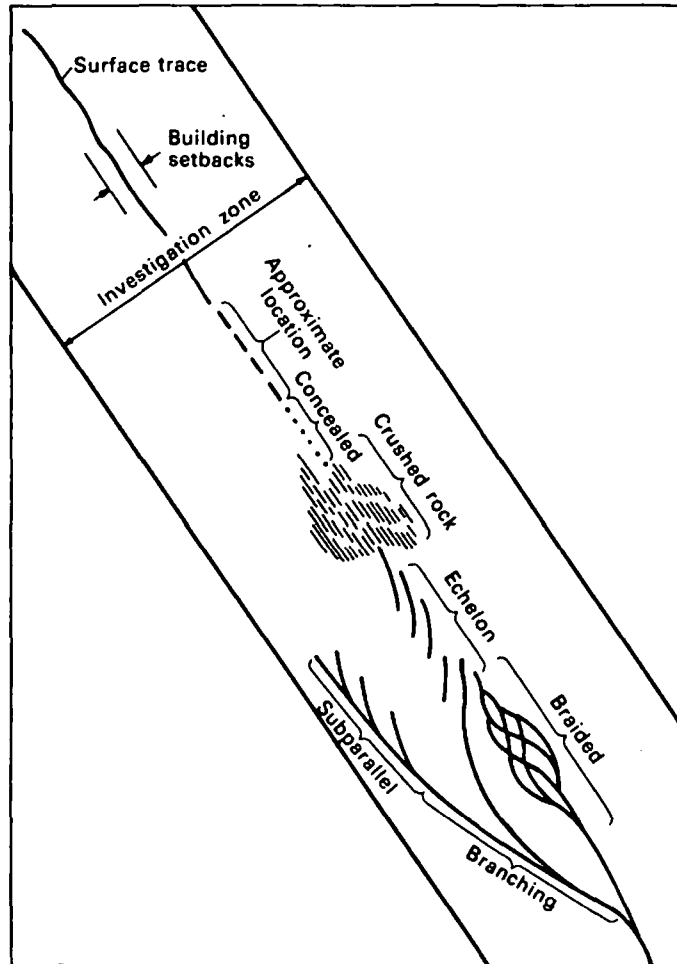 Surface trace
Building
setbacks
Investigation zone
Approximate
location
Concealed
Crushed rock
Echelon
Braided
Subparallel
Branching